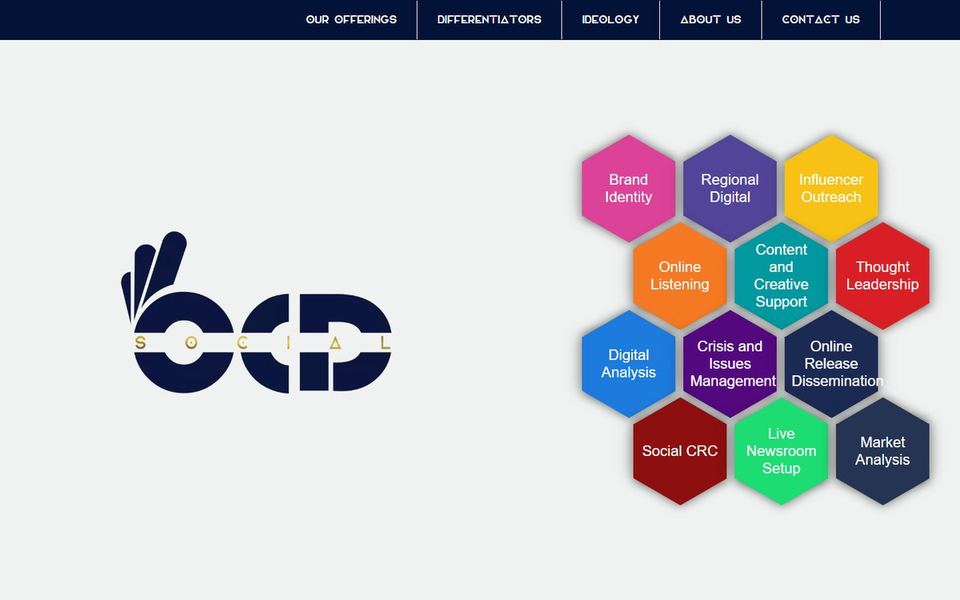 OUR OFFERINGS DIFFERENTIATORS IDEOLOGY ABOUT US CONTACT US
OCD
SOCIAL
Brand
Identity
Regional
Digital
Influencer
Outreach
Online
Listening
Content
and
Creative
Support
Thought
Leadership
Digital
Analysis
Crisis and
Issues
Management
Online
Release
Dissemination
Social CRC
Live
Newsroom
Setup
Market
Analysis